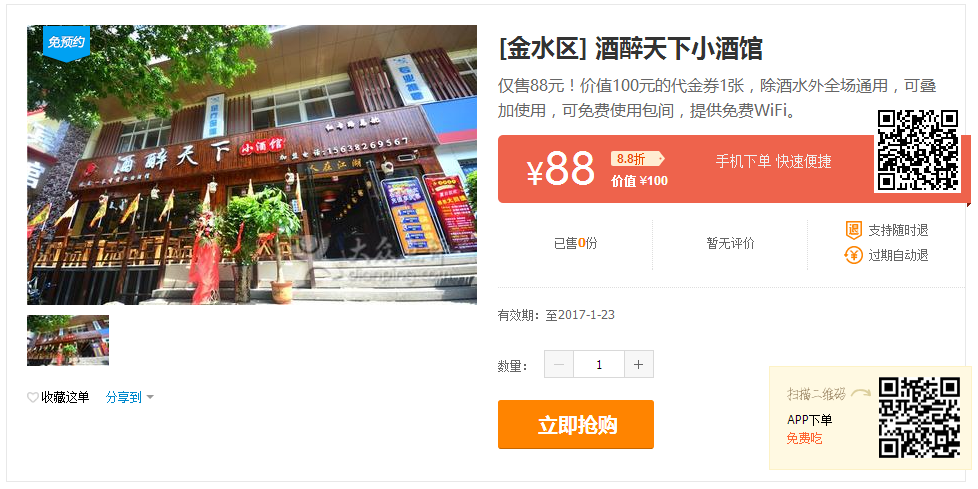 免预约
[金水区] 酒醉天下小酒馆
仅售88元！价值100元的代金券1张，除酒水外全场通用，可叠
加使用，可免费使用包间，提供免费WiFi。
¥88
8.8折
价值 ¥100
手机下单 快速便捷
已售0份
暂无评价
支持随时退
过期自动退
有效期： 至2017-1-23
数量：
1
立即抢购
扫描二维码
APP下单
免费吃
酒醉天下
小酒馆
加盟电话:15638269567
人在江湖
馆
大众点评
dianping.com
收藏这单
分享到